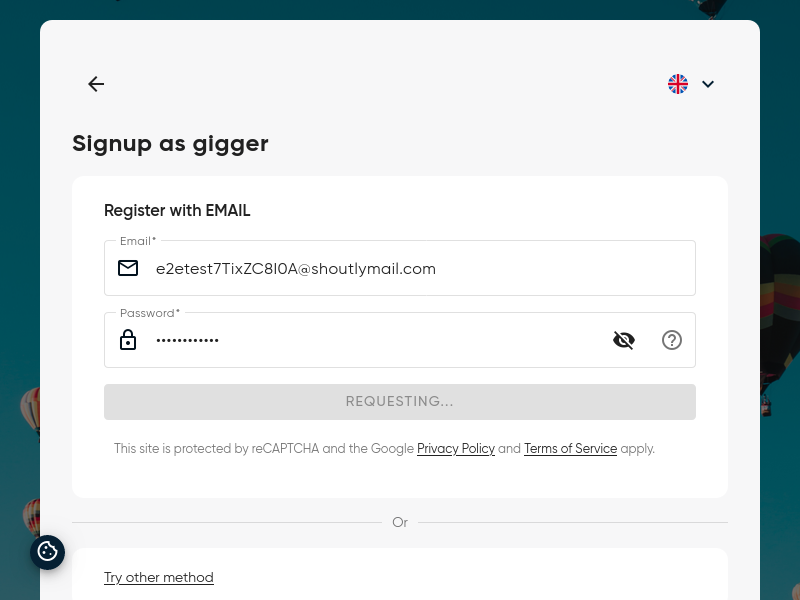 Signup as gigger
Register with EMAIL
Email*
e2etest7TixZC8I0A@shoutlymail.com
Password*
••••••••••••
REQUESTING...
This site is protected by reCAPTCHA and the Google Privacy Policy and Terms of Service apply.
Or
Try other method